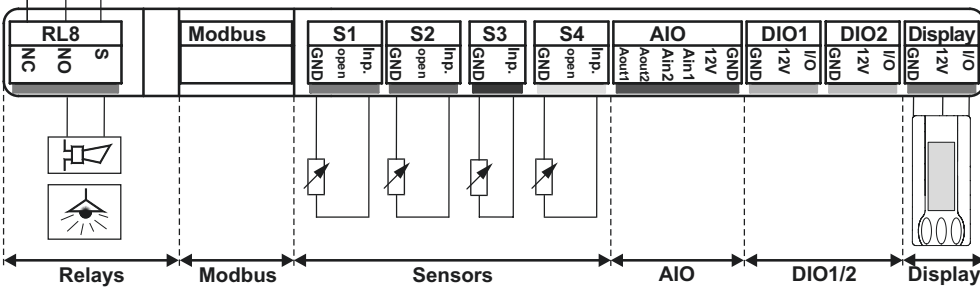 RL8 Modbus S1 S2 S3 S4 AIO DIO1 DIO2 Display
NC NO S GND open Inp. GND open Inp. GND Inp. GND open Inp. Aout1 Aout2 Ain2 Ain1 12V GND GND 12V I/O GND 12V I/O GND 12V I/O
Relays Modbus Sensors AIO DIO1/2 Display